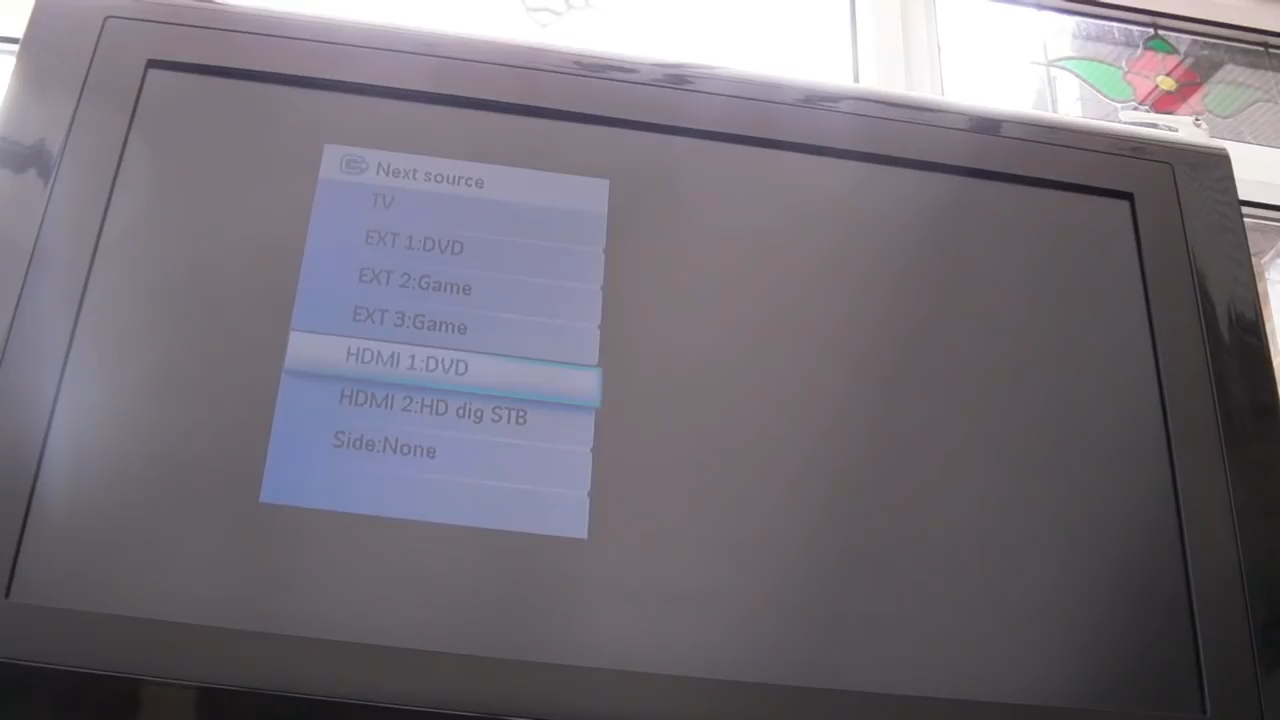 Next source
TV
EXT 1:DVD
EXT 2:Game
EXT 3:Game
HDMI 1:DVD
HDMI 2:HD dig STB
Side:None